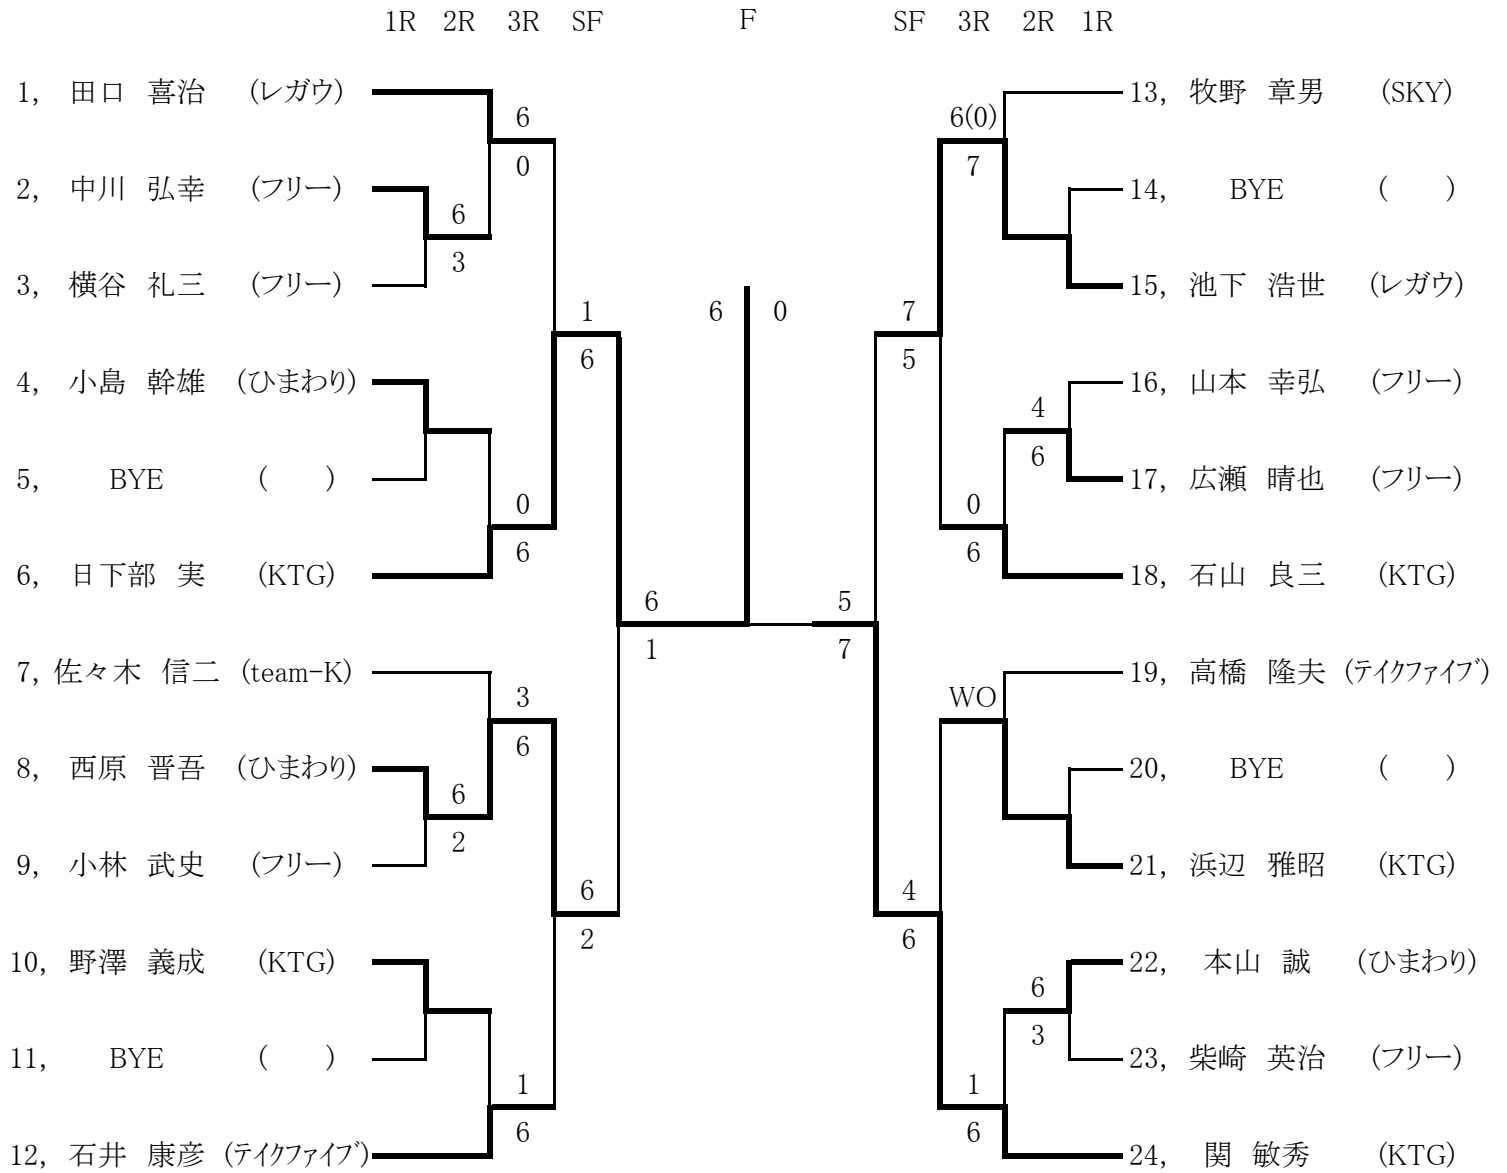 1R 2R 3R SF F SF 3R 2R 1R
1, 田口 喜治 (レガウ) 13, 牧野 章男 (SKY)
6 6(0)
0 7
2, 中川 弘幸 (フリー) 14, BYE ( )
6
3
3, 横谷 礼三 (フリー) 15, 池下 浩世 (レガウ)
1 6 0 7
6 5
4, 小島 幹雄 (ひまわり) 16, 山本 幸弘 (フリー)
4
6
5, BYE ( ) 17, 広瀬 晴也 (フリー)
0 0
6 6
6, 日下部 実 (KTG) 18, 石山 良三 (KTG)
6 5
1 7
7, 佐々木 信二 (team-K) 19, 高橋 隆夫 (テイクファイブ)
3 WO
6
8, 西原 晋吾 (ひまわり) 20, BYE ( )
6
2
9, 小林 武史 (フリー) 21, 浜辺 雅昭 (KTG)
6 4
2 6
10, 野澤 義成 (KTG) 22, 本山 誠 (ひまわり)
6
3
11, BYE ( ) 23, 柴崎 英治 (フリー)
1 1
6 6
12, 石井 康彦 (テイクファイブ) 24, 関 敏秀 (KTG)